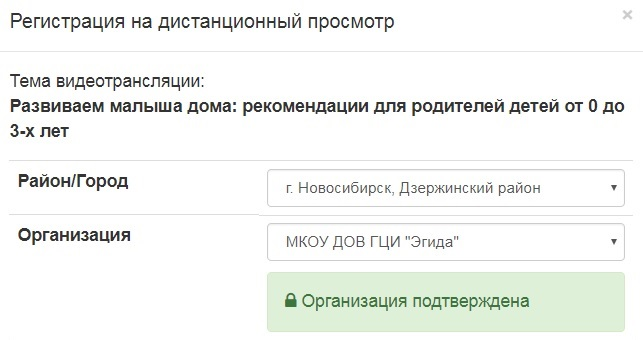 Регистрация на дистанционный просмотр
×
Тема видеотрансляции:
Развиваем малыша дома: рекомендации для родителей детей от 0 до
3-х лет
Район/Город
г. Новосибирск, Дзержинский район
Организация
МКОУ ДОВ ГЦИ "Эгида"
Организация подтверждена